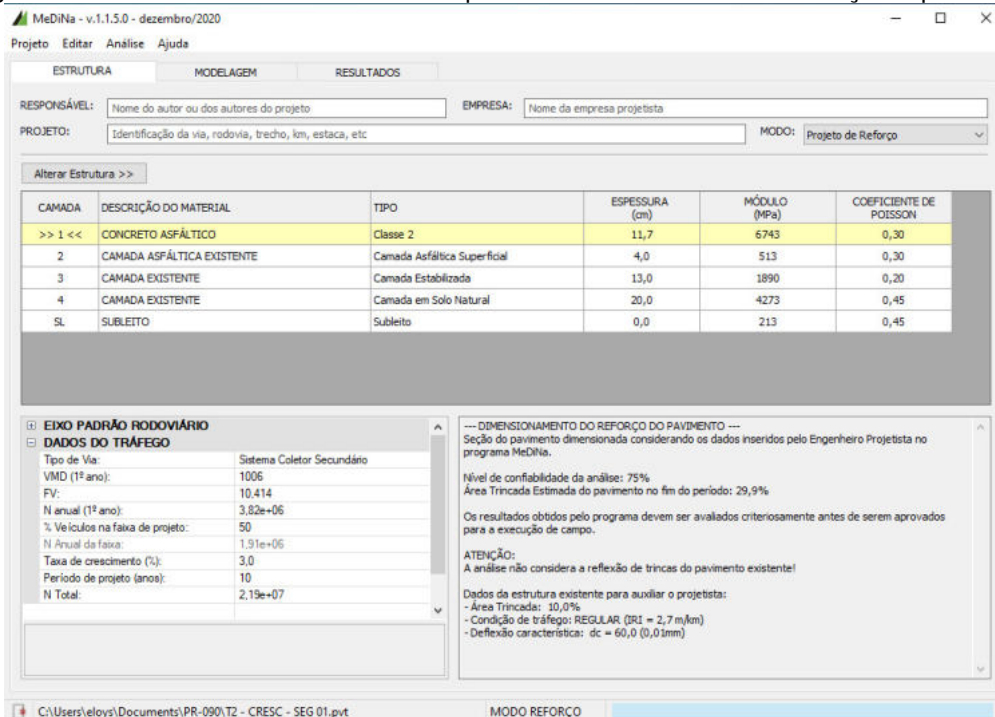 MeDiNa - v.1.1.5.0 - dezembro/2020
Projeto Editar Análise Ajuda
ESTRUTURA MODELAGEM RESULTADOS
RESPONSÁVEL: Nome do autor ou dos autores do projeto EMPRESA: Nome da empresa projetista
PROJETO: Identificação da via, rodovia, trecho, km, estaca, etc MODO: Projeto de Reforço
Alterar Estrutura >>
CAMADA DESCRIÇÃO DO MATERIAL TIPO ESPESSURA (cm) MÓDULO (MPa) COEFICIENTE DE POISSON
>> 1 << CONCRETO ASFÁLTICO Classe 2 11,7 6743 0,30
2 CAMADA ASFÁLTICA EXISTENTE Camada Asfáltica Superficial 4,0 513 0,30
3 CAMADA EXISTENTE Camada Estabilizada 13,0 1890 0,20
4 CAMADA EXISTENTE Camada em Solo Natural 20,0 4273 0,45
SL SUBLEITO Subleito 0,0 213 0,45
EIXO PADRÃO RODOVIÁRIO
DADOS DO TRÁFEGO
Tipo de Via: Sistema Coletor Secundário
VMD (1º ano): 1006
FV: 10,414
N anual (1º ano): 3,82e+06
% Veículos na faixa de projeto: 50
N Anual da faixa: 1,91e+06
Taxa de crescimento (%): 3,0
Período de projeto (anos): 10
N Total: 2,19e+07
--- DIMENSIONAMENTO DO REFORÇO DO PAVIMENTO ---
Seção do pavimento dimensionada considerando os dados inseridos pelo Engenheiro Projetista no
programa MeDiNa.
Nível de confiabilidade da análise: 75%
Área Trincada Estimada do pavimento no fim do período: 29,9%
Os resultados obtidos pelo programa devem ser avaliados criteriosamente antes de serem aprovados
para a execução de campo.
ATENÇÃO:
A análise não considera a reflexão de trincas do pavimento existente!
Dados da estrutura existente para auxiliar o projetista:
- Área Trincada: 10,0%
- Condição de tráfego: REGULAR (IRI = 2,7 m/km)
- Deflexão característica: dc = 60,0 (0,01mm)
C:\Users\eloys\Documents\PR-090\T2 - CRESC - SEG 01.pvt MODO REFORÇO